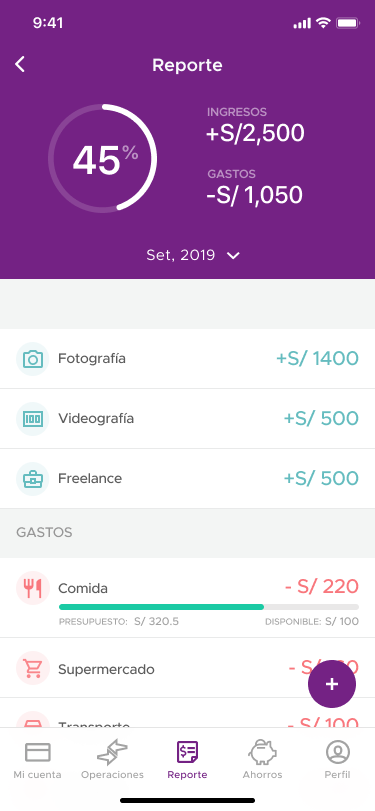 9:41
Reporte
45%
INGRESOS
+S/2,500
GASTOS
-S/ 1,050
Set, 2019
Fotografía
+S/ 1400
Videografía
+S/ 500
Freelance
+S/ 500
GASTOS
Comida
- S/ 220
PRESUPUESTO: S/ 320.5
DISPONIBLE: S/ 100
Supermercado
- S/
Transporte
- S/ 100
+
Mi cuenta
Operaciones
Reporte
Ahorros
Perfil